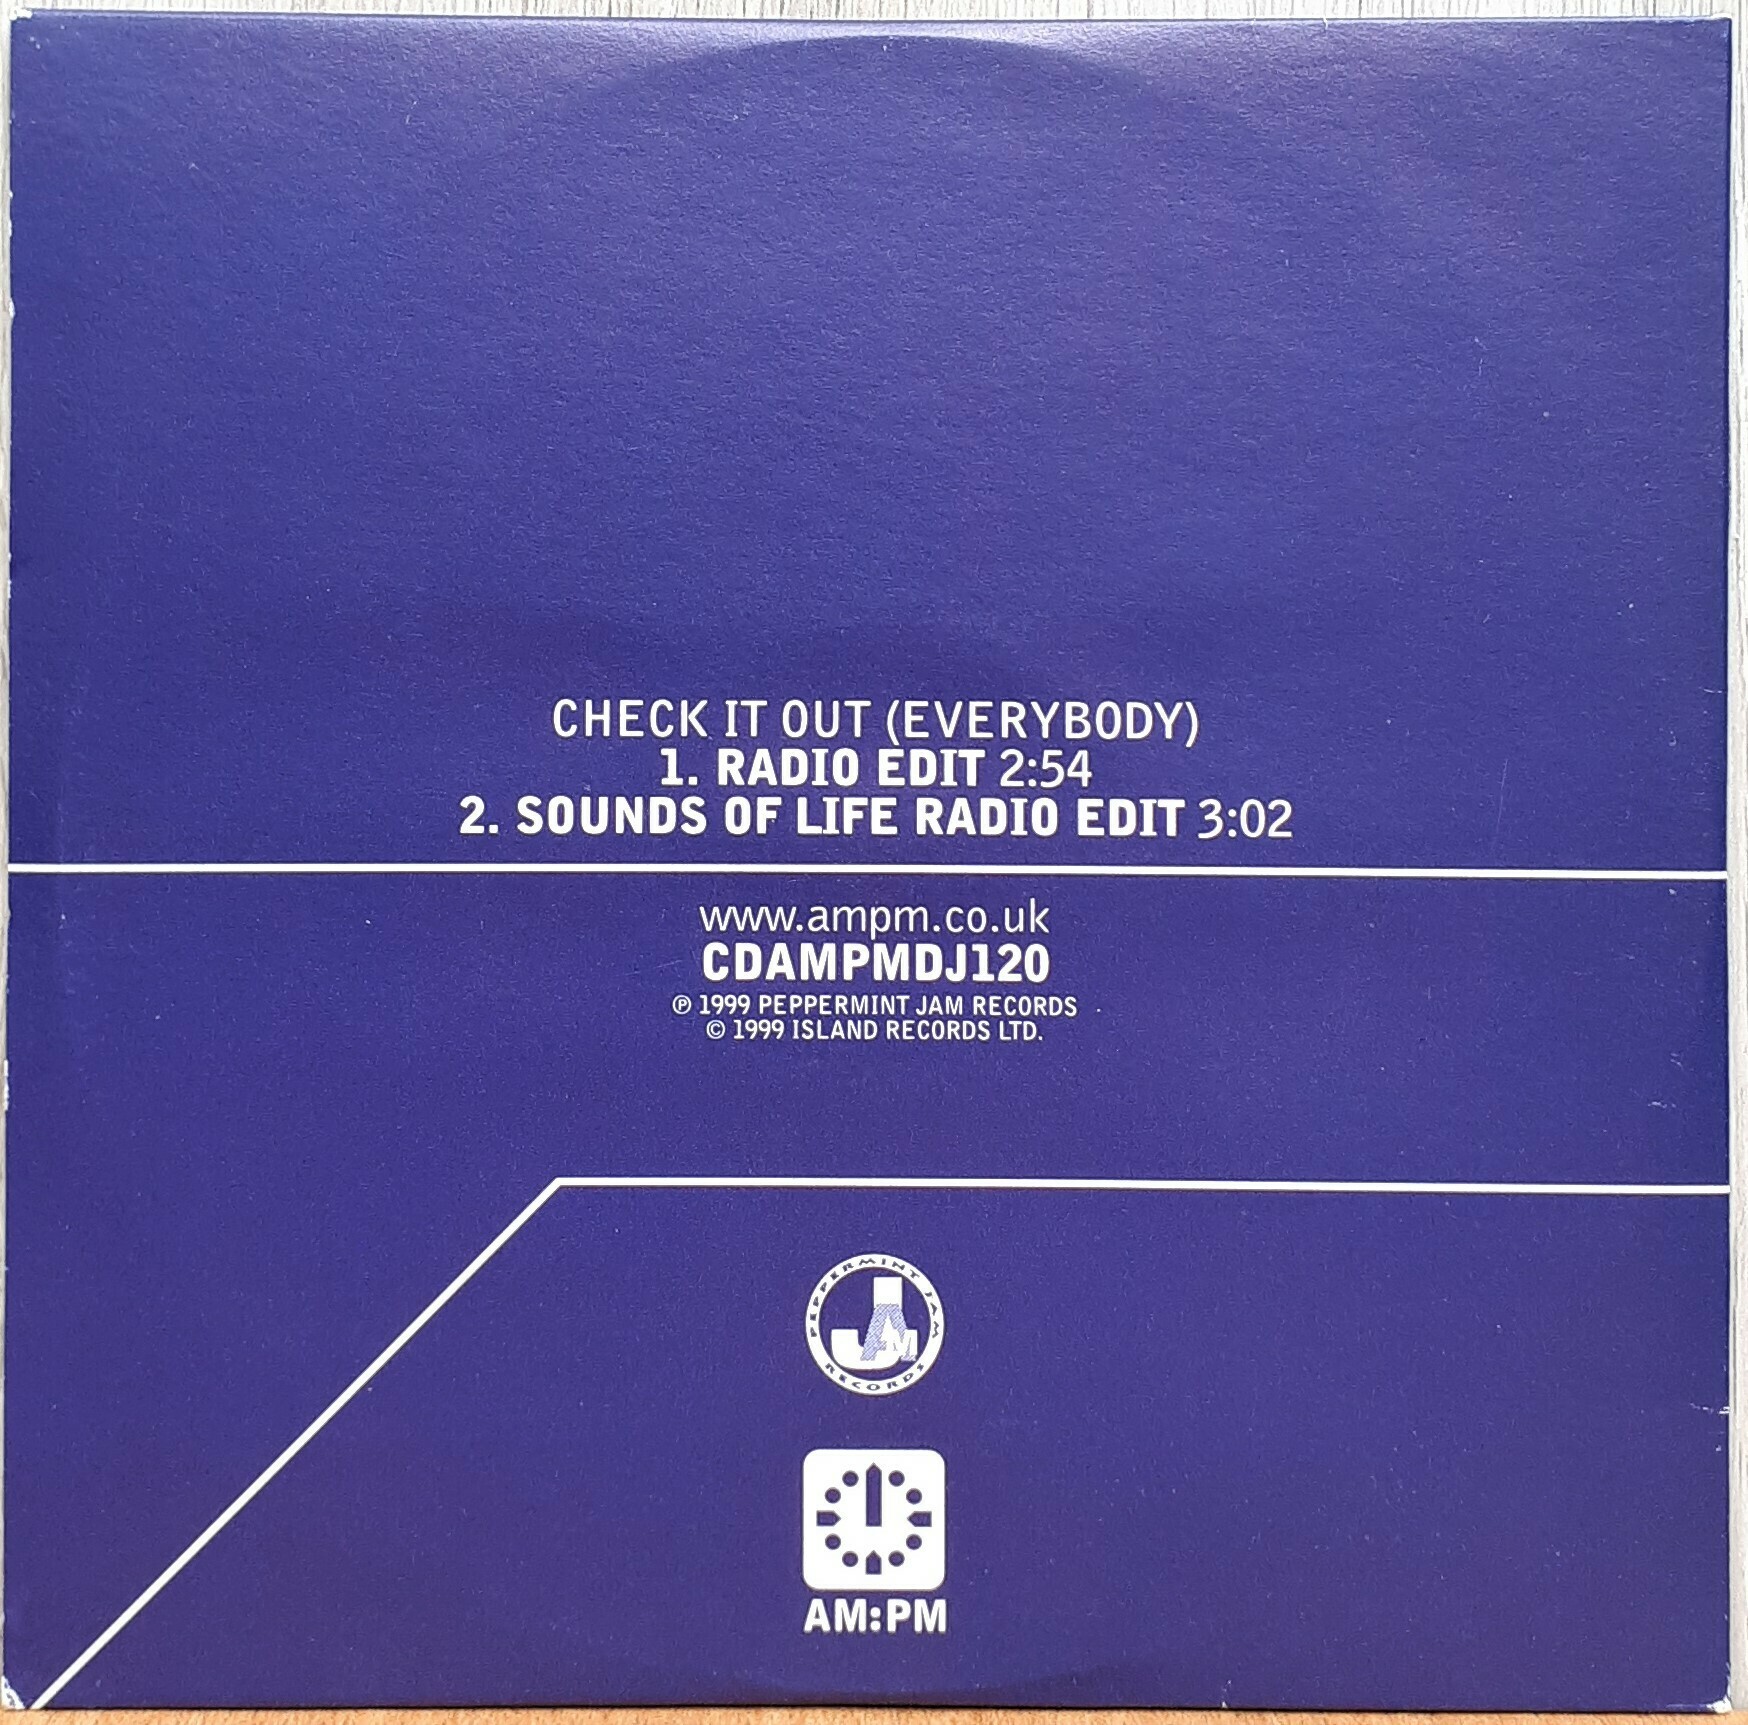 CHECK IT OUT (EVERYBODY)
1. RADIO EDIT 2:54
2. SOUNDS OF LIFE RADIO EDIT 3:02
www.ampm.co.uk
CDAMPMDJ120
℗ 1999 PEPPERMINT JAM RECORDS
© 1999 ISLAND RECORDS LTD.
PEPPERMINT JAM
JAM
RECORDS
AM:PM